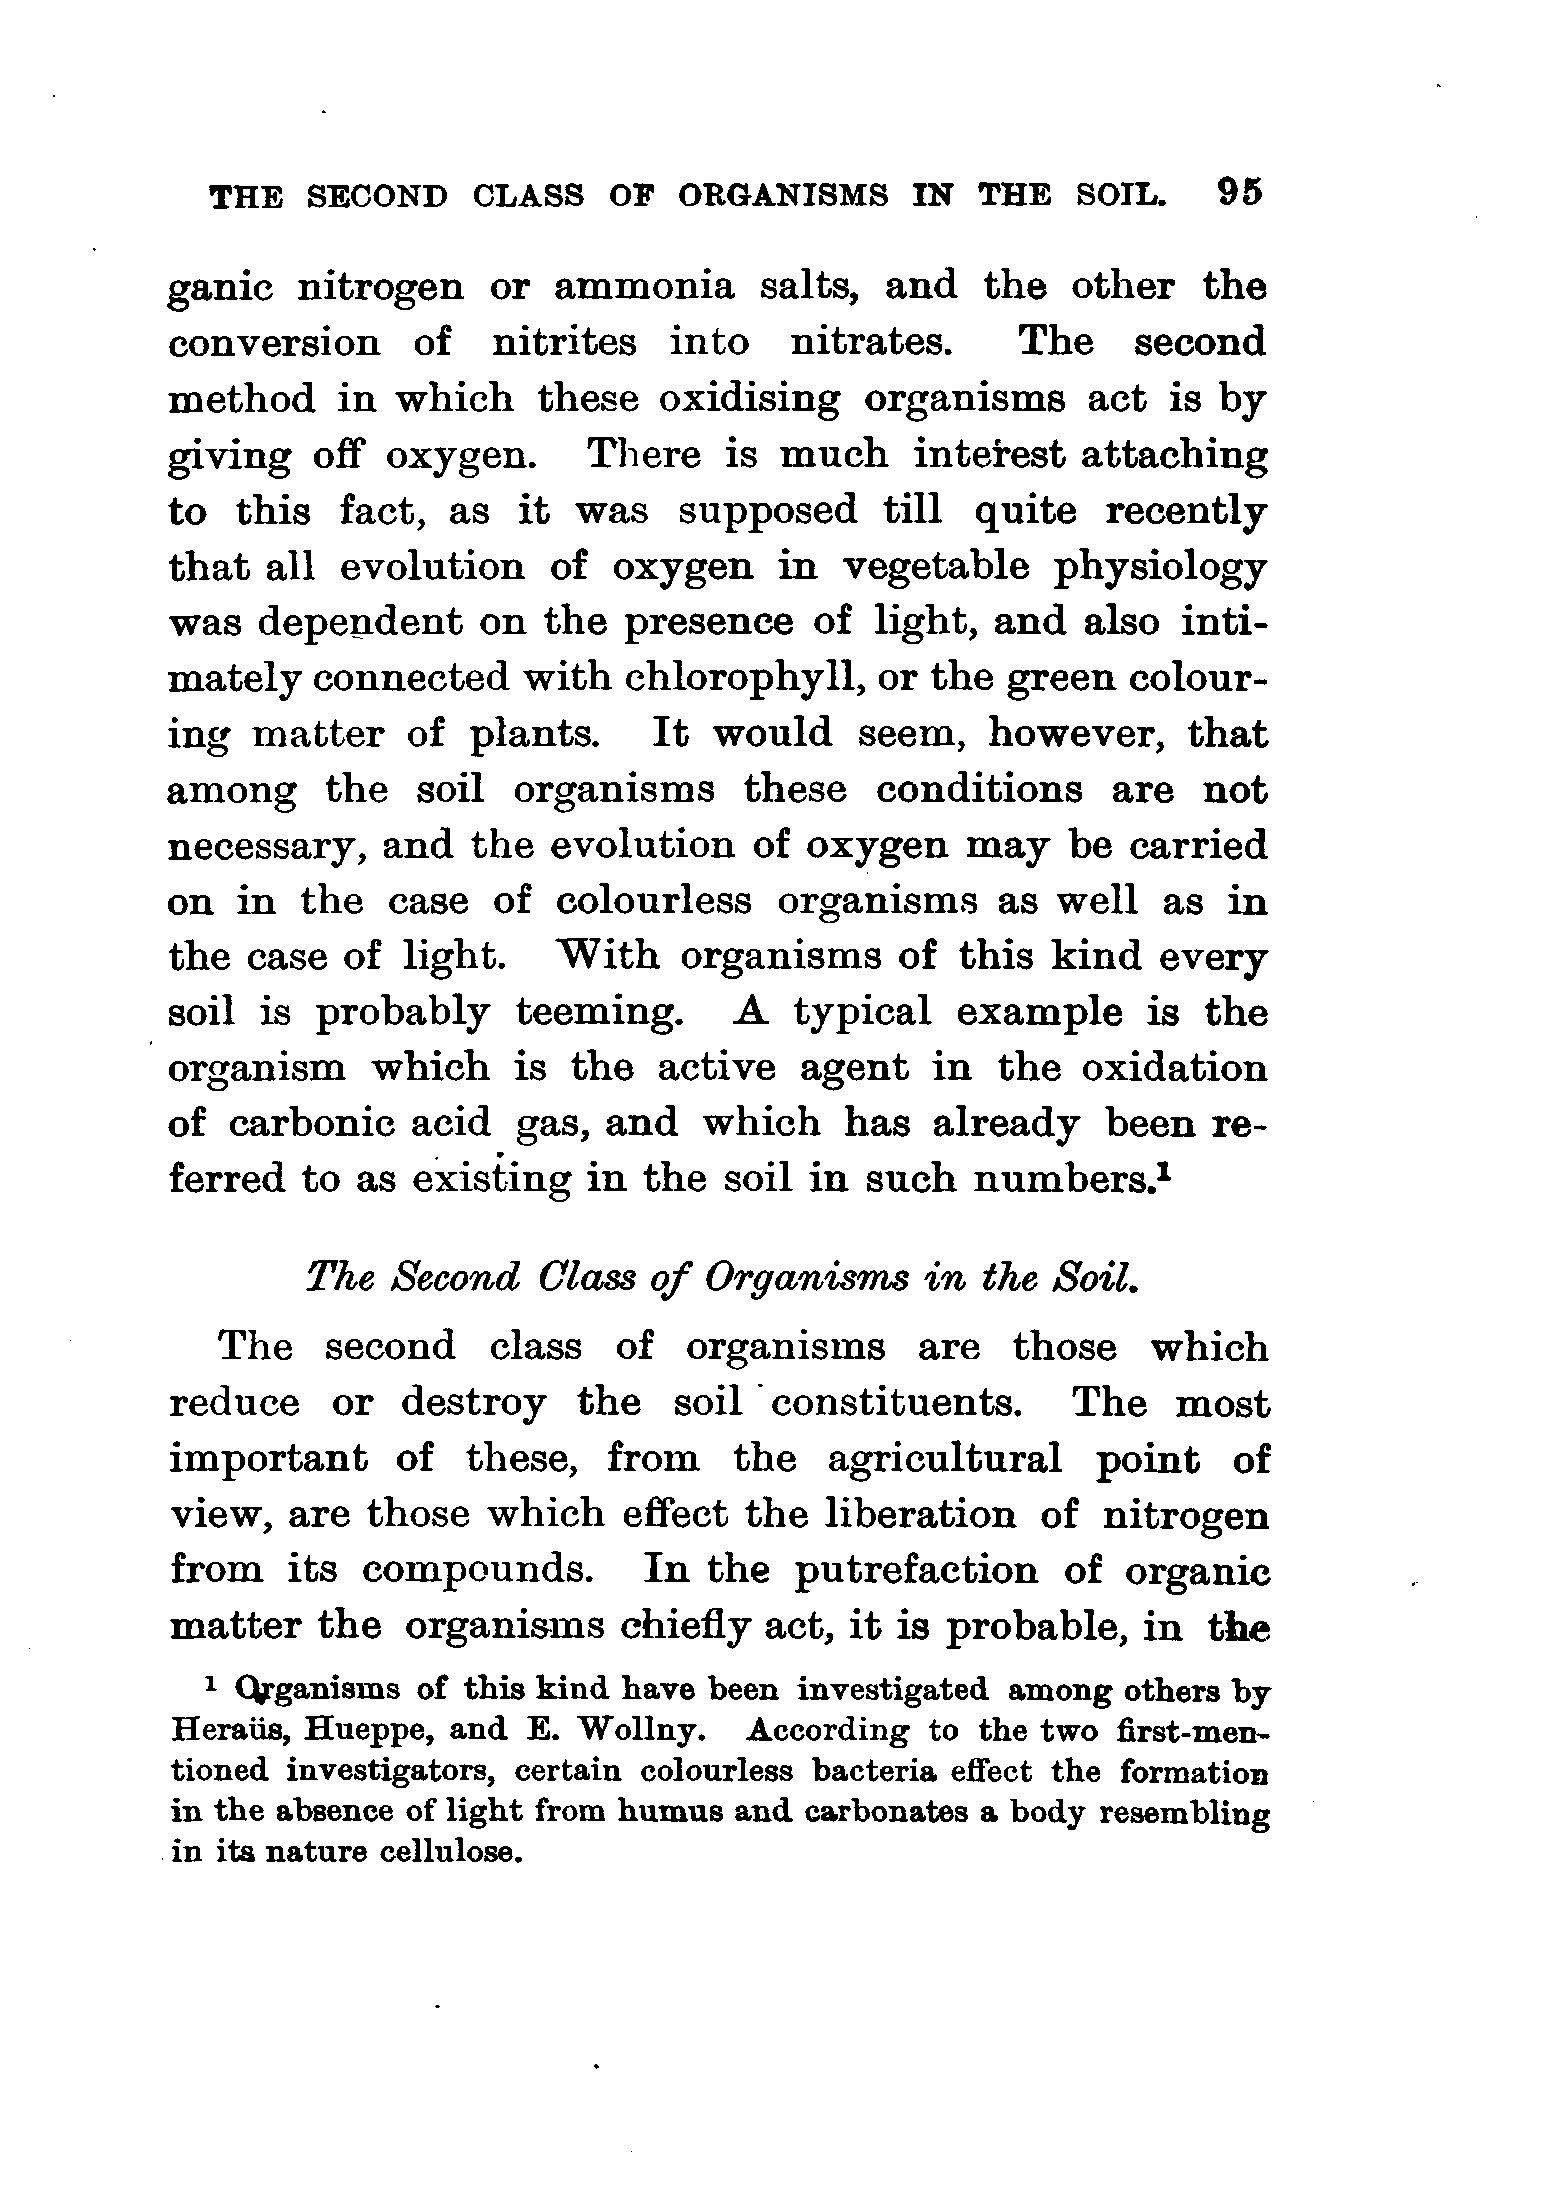 THE SECOND CLASS OF ORGANISMS IN THE SOIL. 95
ganic nitrogen or ammonia salts, and the other the
conversion of nitrites into nitrates. The second
method in which these oxidising organisms act is by
giving off oxygen. There is much interest attaching
to this fact, as it was supposed till quite recently
that all evolution of oxygen in vegetable physiology
was dependent on the presence of light, and also inti-
mately connected with chlorophyll, or the green colour-
ing matter of plants. It would seem, however, that
among the soil organisms these conditions are not
necessary, and the evolution of oxygen may be carried
on in the case of colourless organisms as well as in
the case of light. With organisms of this kind every
soil is probably teeming. A typical example is the
organism which is the active agent in the oxidation
of carbonic acid gas, and which has already been re-
ferred to as existing in the soil in such numbers.¹
The Second Class of Organisms in the Soil.
The second class of organisms are those which
reduce or destroy the soil constituents. The most
important of these, from the agricultural point of
view, are those which effect the liberation of nitrogen
from its compounds. In the putrefaction of organic
matter the organisms chiefly act, it is probable, in the
¹ Organisms of this kind have been investigated among others by
Heraüs, Hueppe, and E. Wollny. According to the two first-men-
tioned investigators, certain colourless bacteria effect the formation
in the absence of light from humus and carbonates a body resembling
in its nature cellulose.